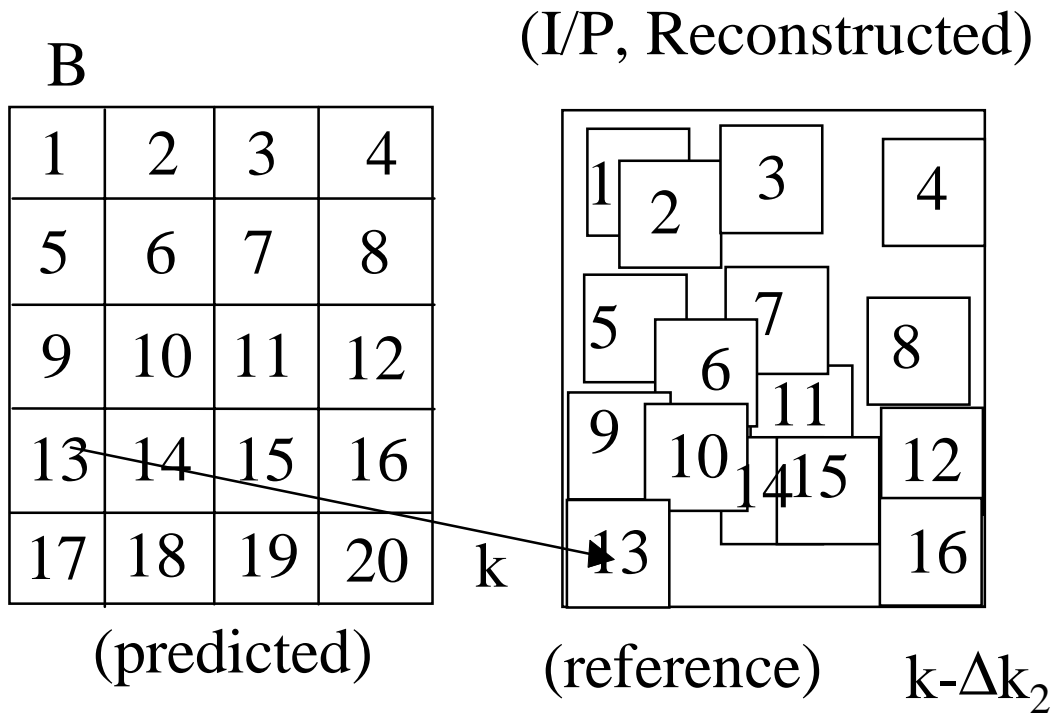 (I/P, Reconstructed)
B
1 2 3 4
5 6 7 8
9 10 11 12
13 14 15 16
17 18 19 20
1 2 3 4
5 6 7 8
9 10 11 12
13 14 15 16
k
(predicted)
(reference)
k-Δk₂